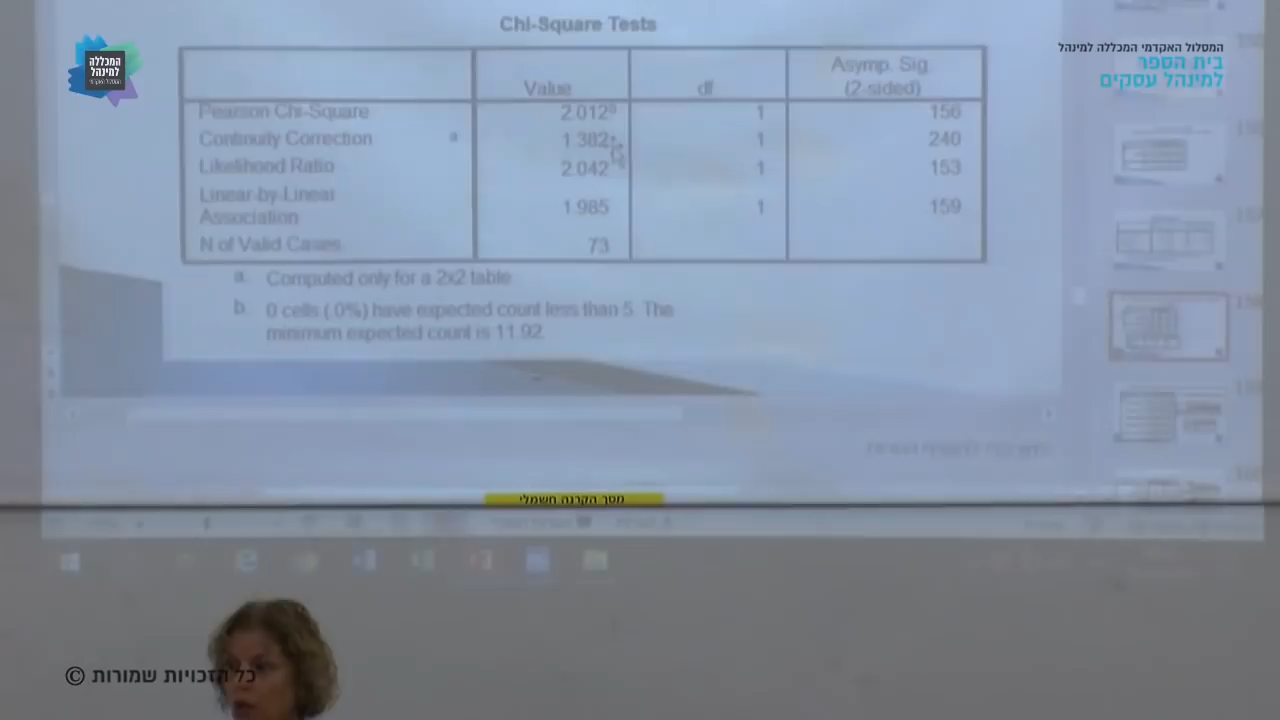 Chi-Square Tests
Value df Asymp. Sig. (2-sided)
Pearson Chi-Square 2.012b 1 .156
Continuity Correction a 1.382 1 .240
Likelihood Ratio 2.042 1 .153
Linear-by-Linear
Association 1.985 1 .159
N of Valid Cases 73
a. Computed only for a 2x2 table
b. 0 cells (.0%) have expected count less than 5. The
minimum expected count is 11.92.
המכללה
למינהל
המסלול האקדמי המכללה למינהל
בית הספר
למינהל עסקים
מסך הקרנה חשמלי
כל הזכויות שמורות ©